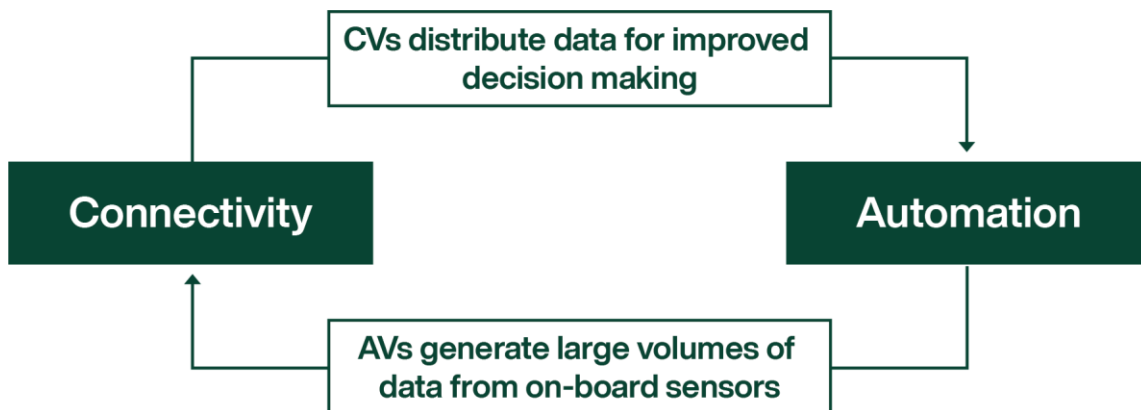 CVs distribute data for improved
decision making
Connectivity
Automation
AVs generate large volumes of
data from on-board sensors